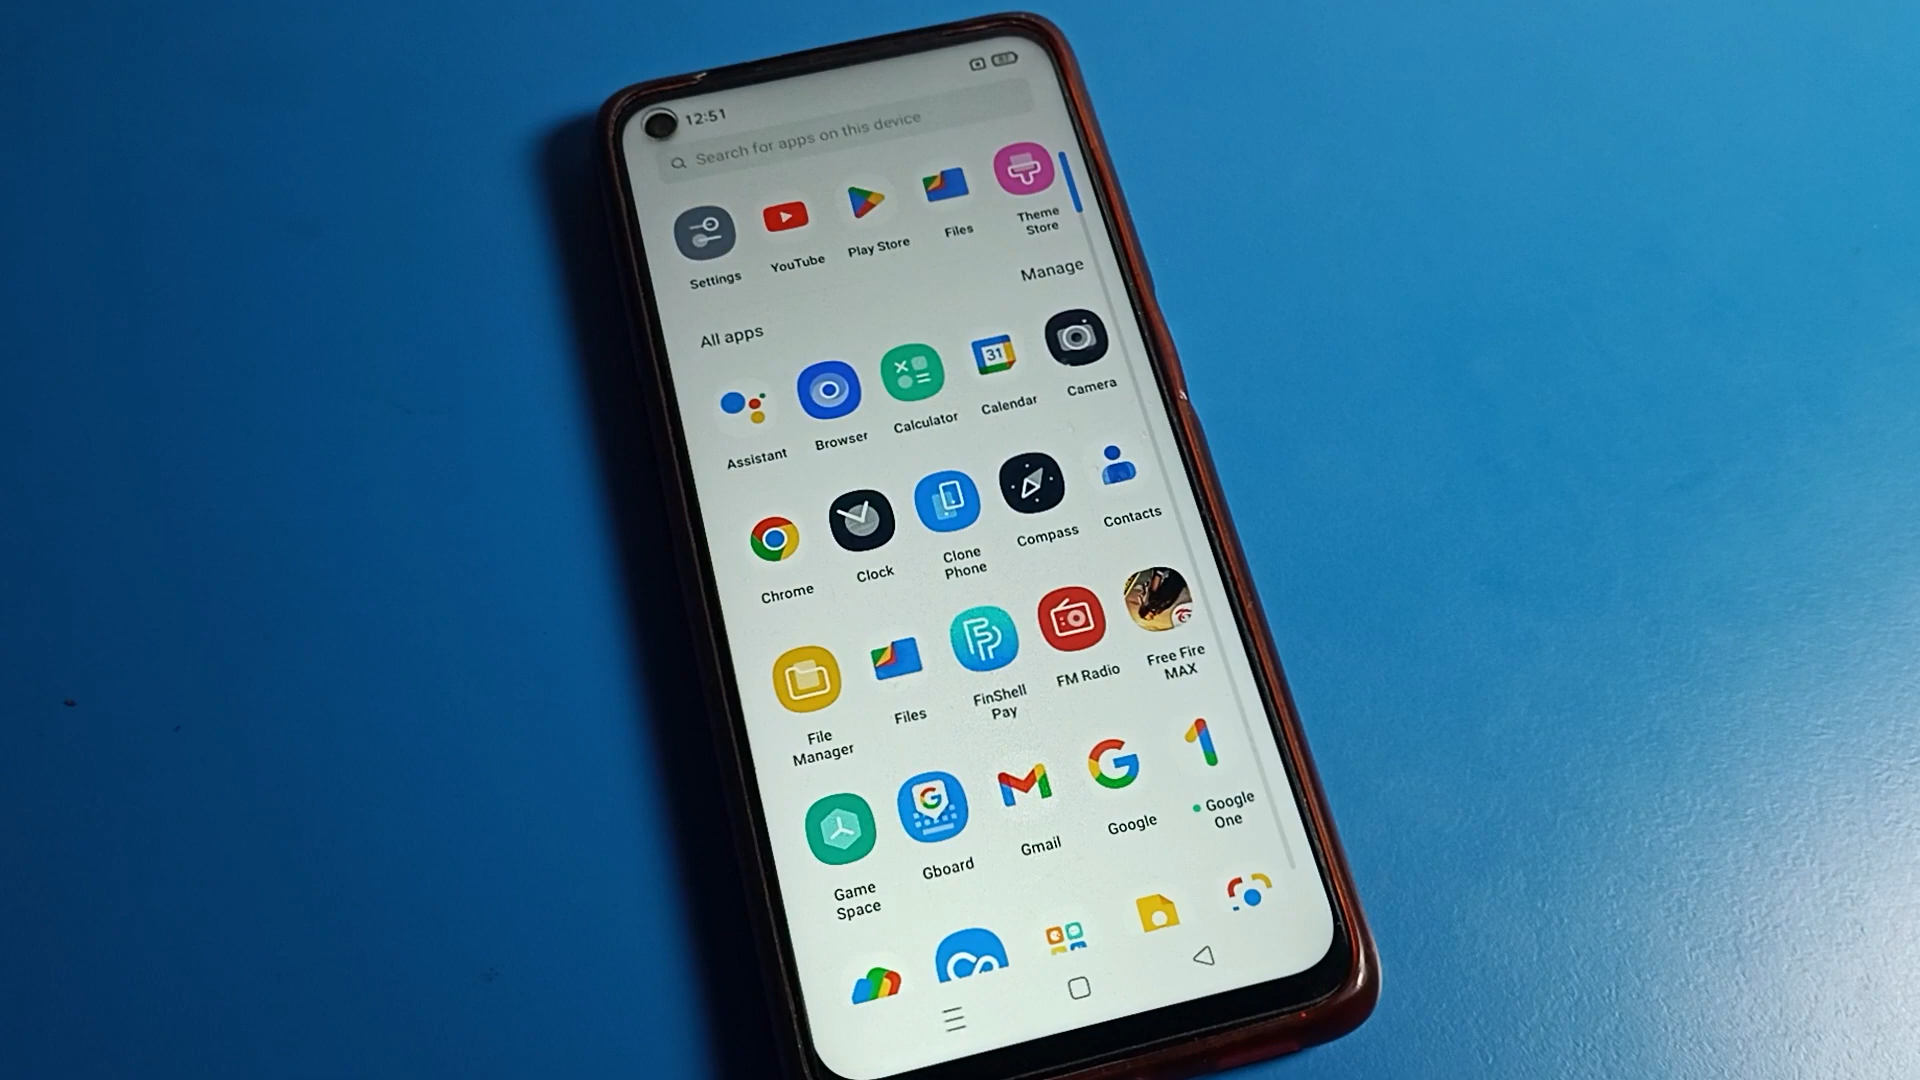 12:51
Search for apps on this device
Settings
YouTube
Play Store
Files
Theme
Store
Manage
All apps
Assistant
Browser
Calculator
31
Calendar
Camera
Chrome
Clock
Clone
Phone
Compass
Contacts
File
Manager
Files
FinShell
Pay
FM Radio
Free Fire
MAX
Game
Space
Gboard
Gmail
Google
Google
One